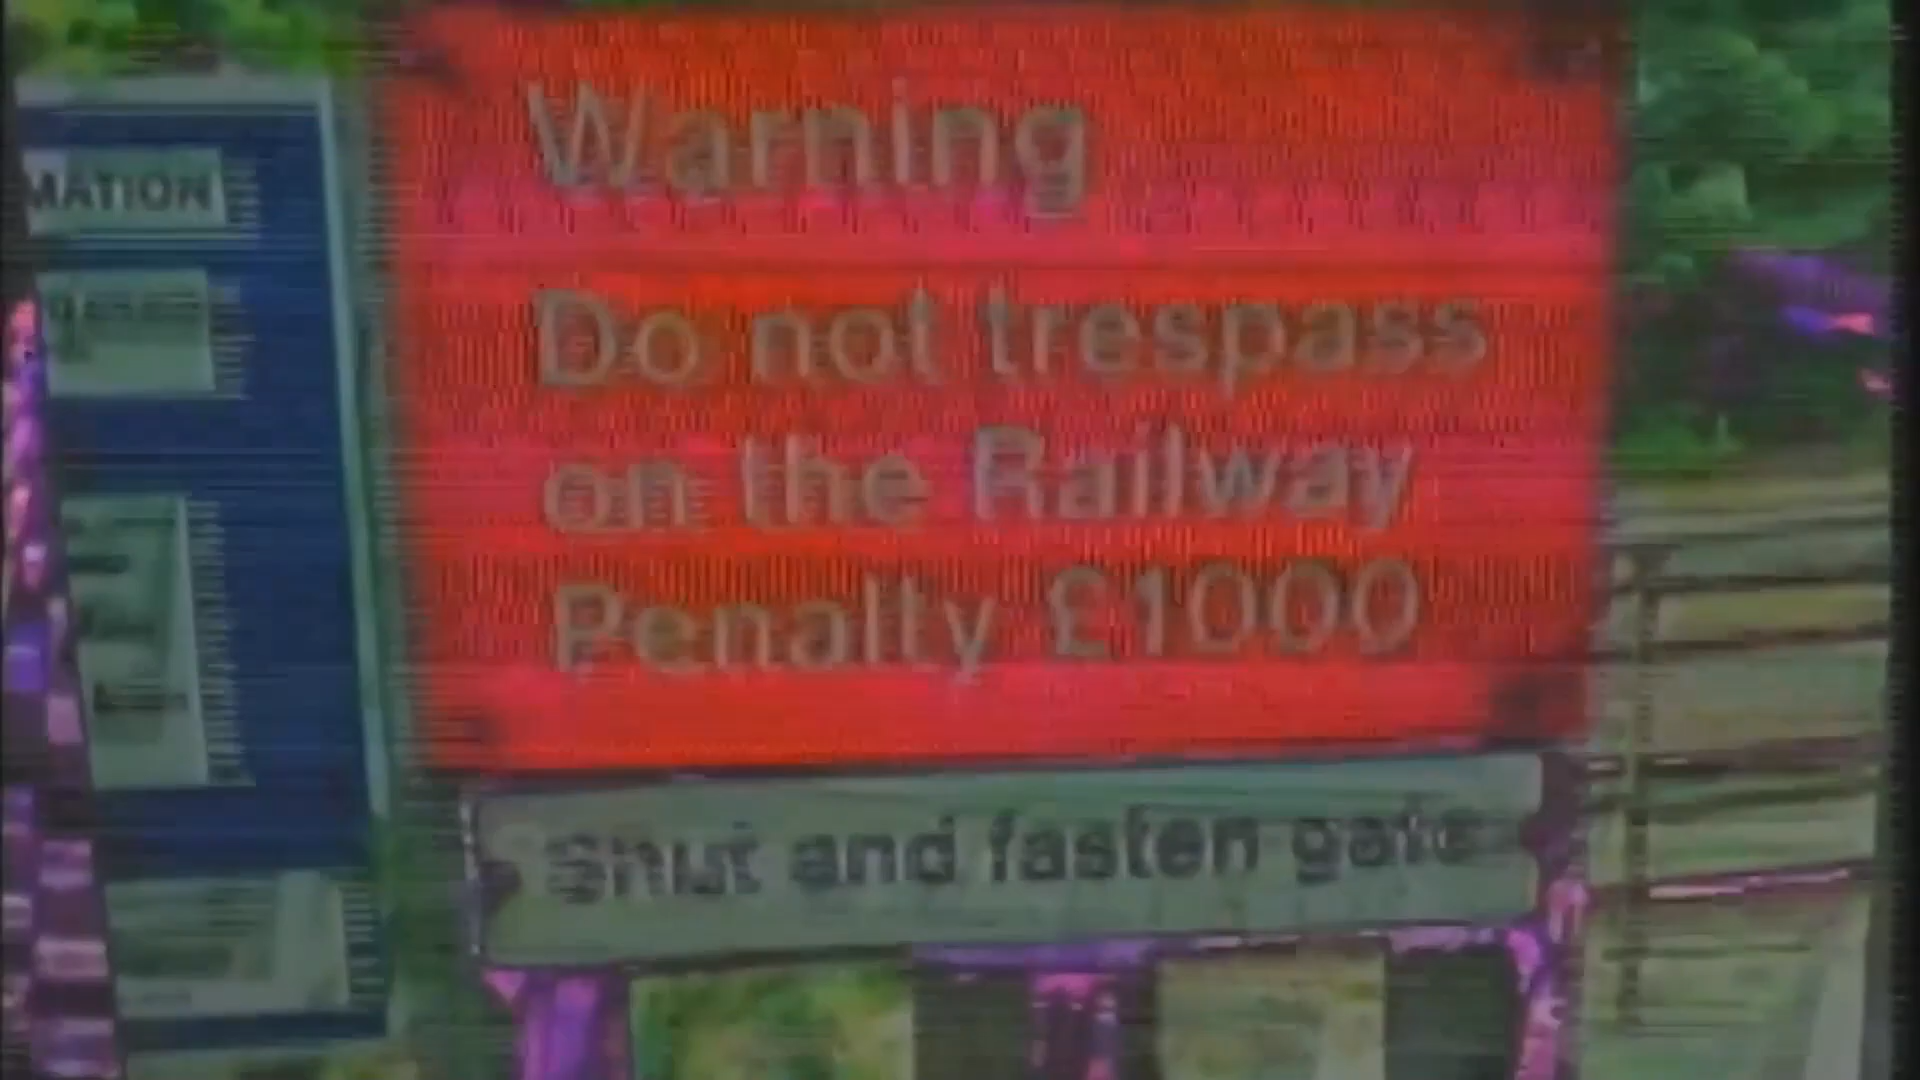 MATION
Warning
Do not trespass
on the Railway
Penalty £1000
Shut and fasten gate